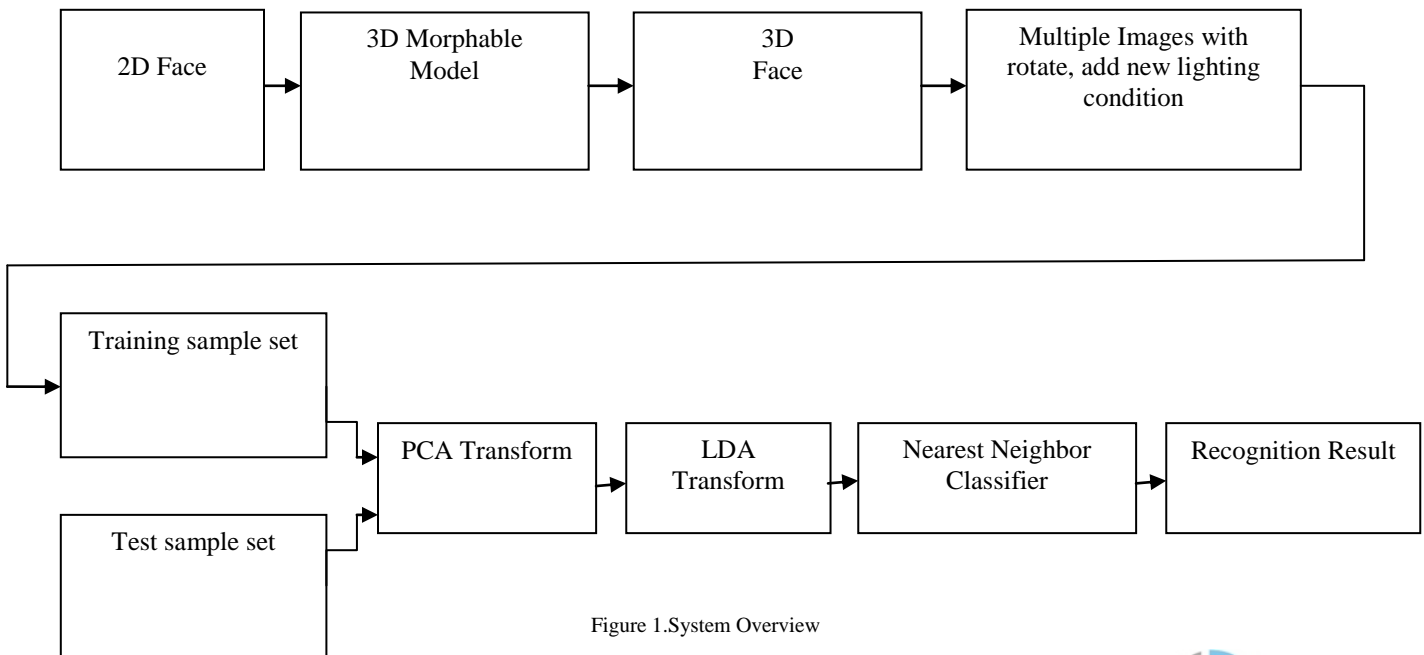 2D Face
3D Morphable
Model
3D
Face
Multiple Images with
rotate, add new lighting
condition
Training sample set
PCA Transform
LDA
Transform
Nearest Neighbor
Classifier
Recognition Result
Test sample set
Figure 1.System Overview